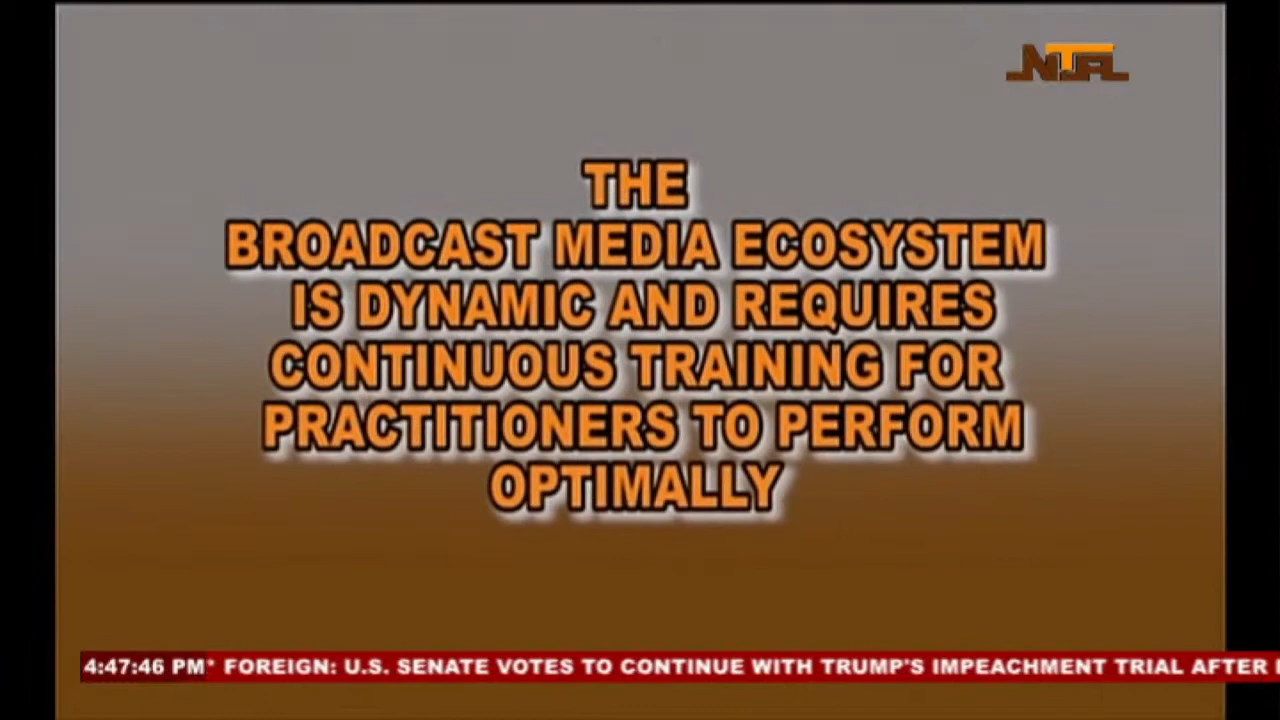 NTA
THE
BROADCAST MEDIA ECOSYSTEM
IS DYNAMIC AND REQUIRES
CONTINUOUS TRAINING FOR
PRACTITIONERS TO PERFORM
OPTIMALLY
4:47:46 PM* FOREIGN: U.S. SENATE VOTES TO CONTINUE WITH TRUMP'S IMPEACHMENT TRIAL AFTER